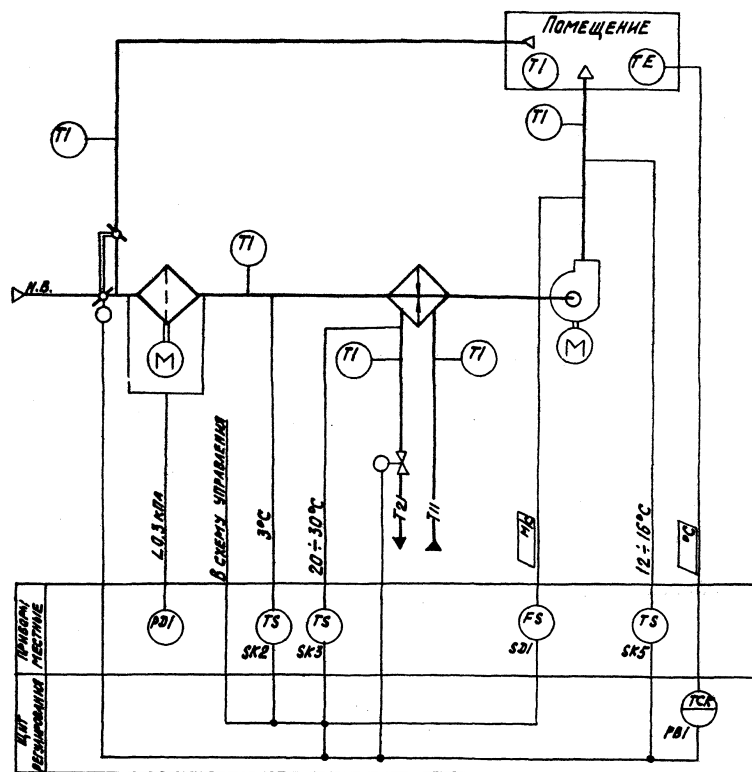 ПОМЕЩЕНИЕ
TI
TE
TI
TI
TI
Н.В.
M
M
TI
TI
<0,3 КПА
В СХЕМУ УПРАВЛЕНИЯ
3°C
20÷30°C
T21
T11
М/С
12÷16°C
°C
ПРИБОРЫ МЕСТНЫЕ
PDI
TS
SK2
TS
SK3
FS
SD1
TS
SK5
ЩИТ РЕГУЛИРОВАНИЯ
TCK
PB1